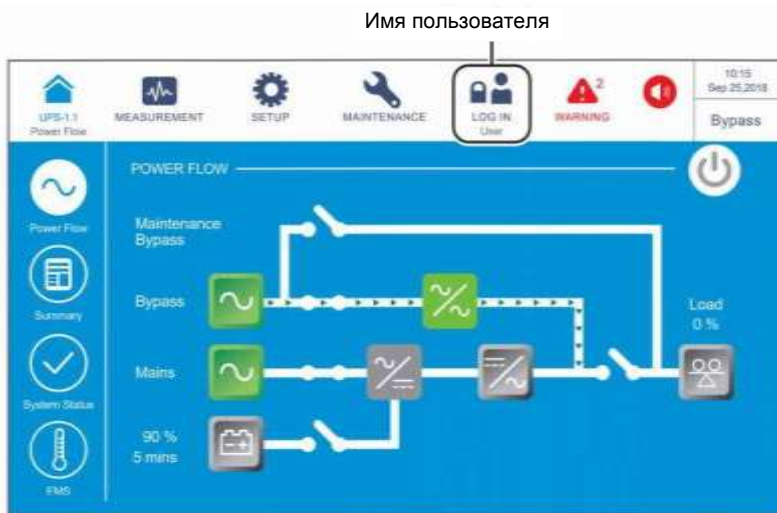 Имя пользователя
10:15
Sep 25,2018
UPS-1.1
Power Flow
MEASUREMENT
SETUP
MAINTENANCE
LOG IN
User
WARNING
2
Bypass
POWER FLOW
Power Flow
Maintenance
Bypass
Summary
Bypass
Load
0 %
Mains
System Status
90 %
5 mins
EMS